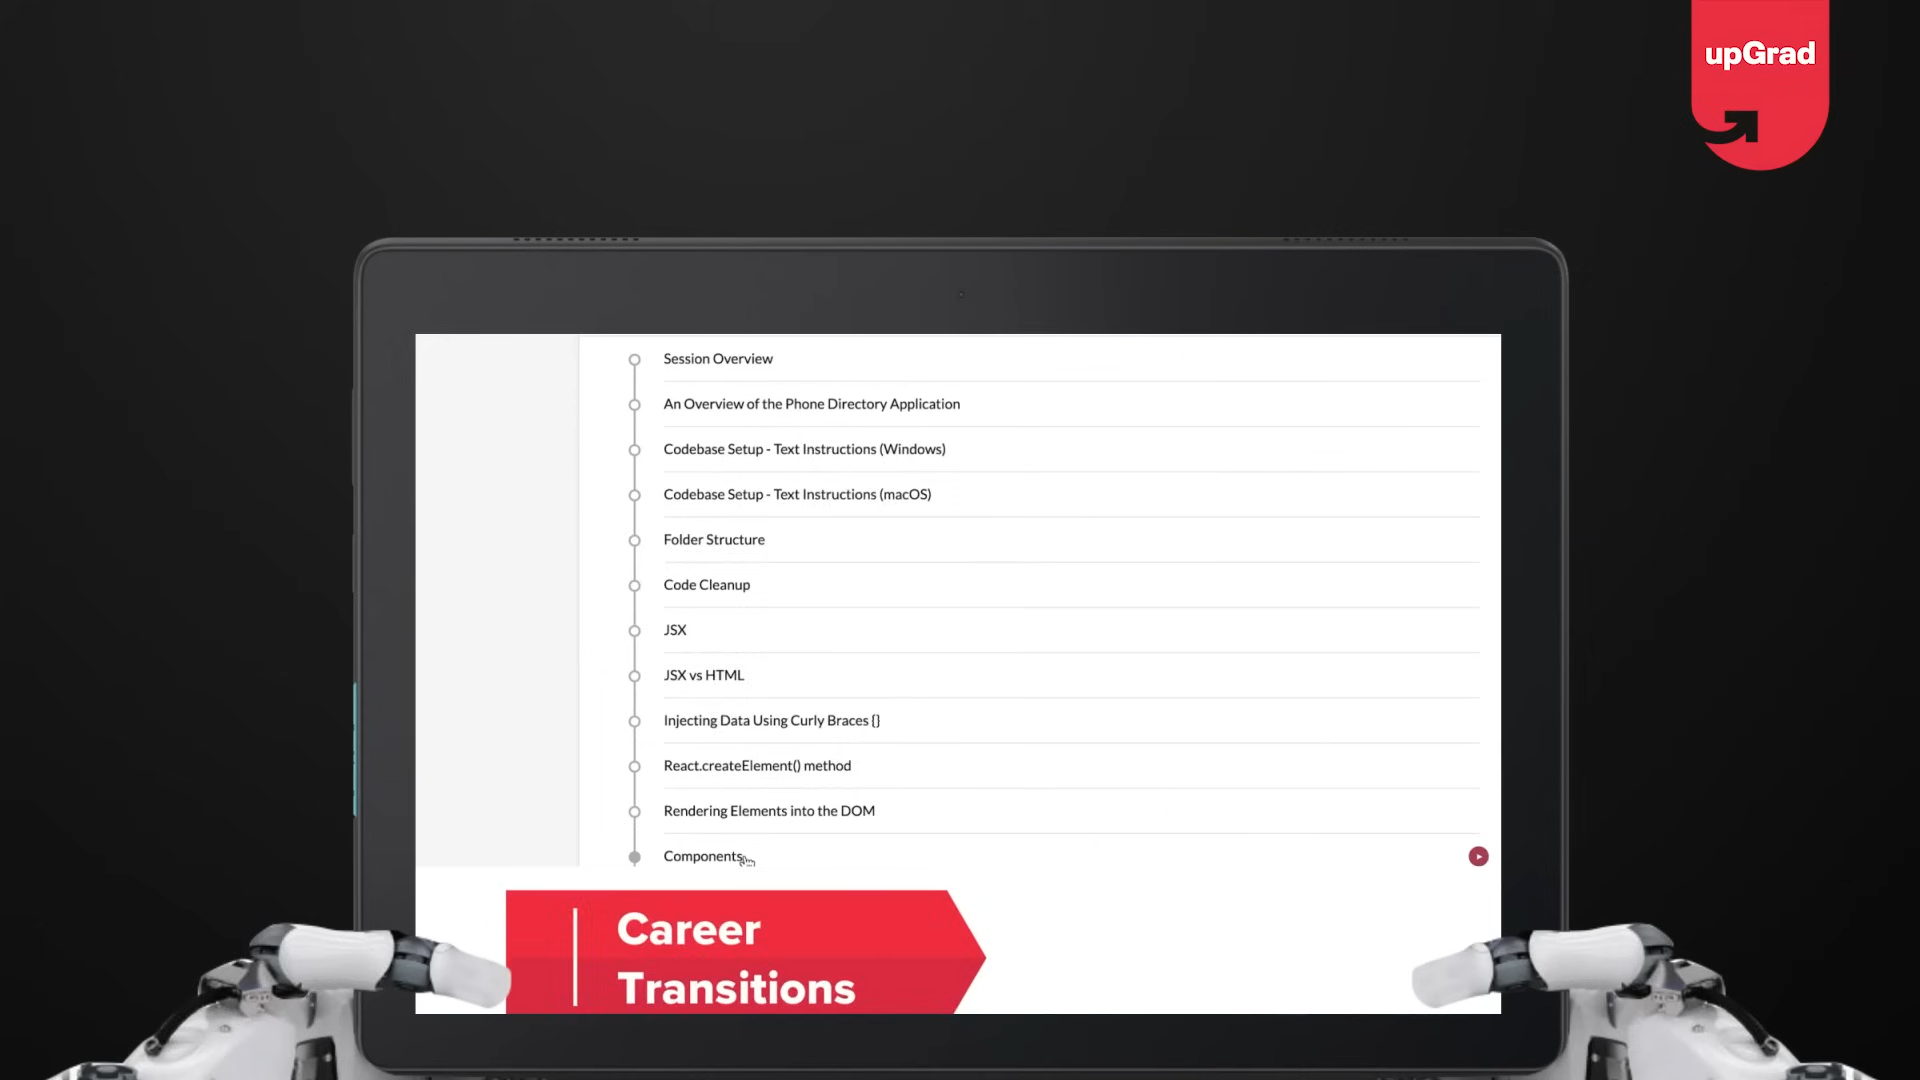 upGrad
Session Overview
An Overview of the Phone Directory Application
Codebase Setup - Text Instructions (Windows)
Codebase Setup - Text Instructions (macOS)
Folder Structure
Code Cleanup
JSX
JSX vs HTML
Injecting Data Using Curly Braces {}
React.createElement() method
Rendering Elements into the DOM
Components
Career
Transitions